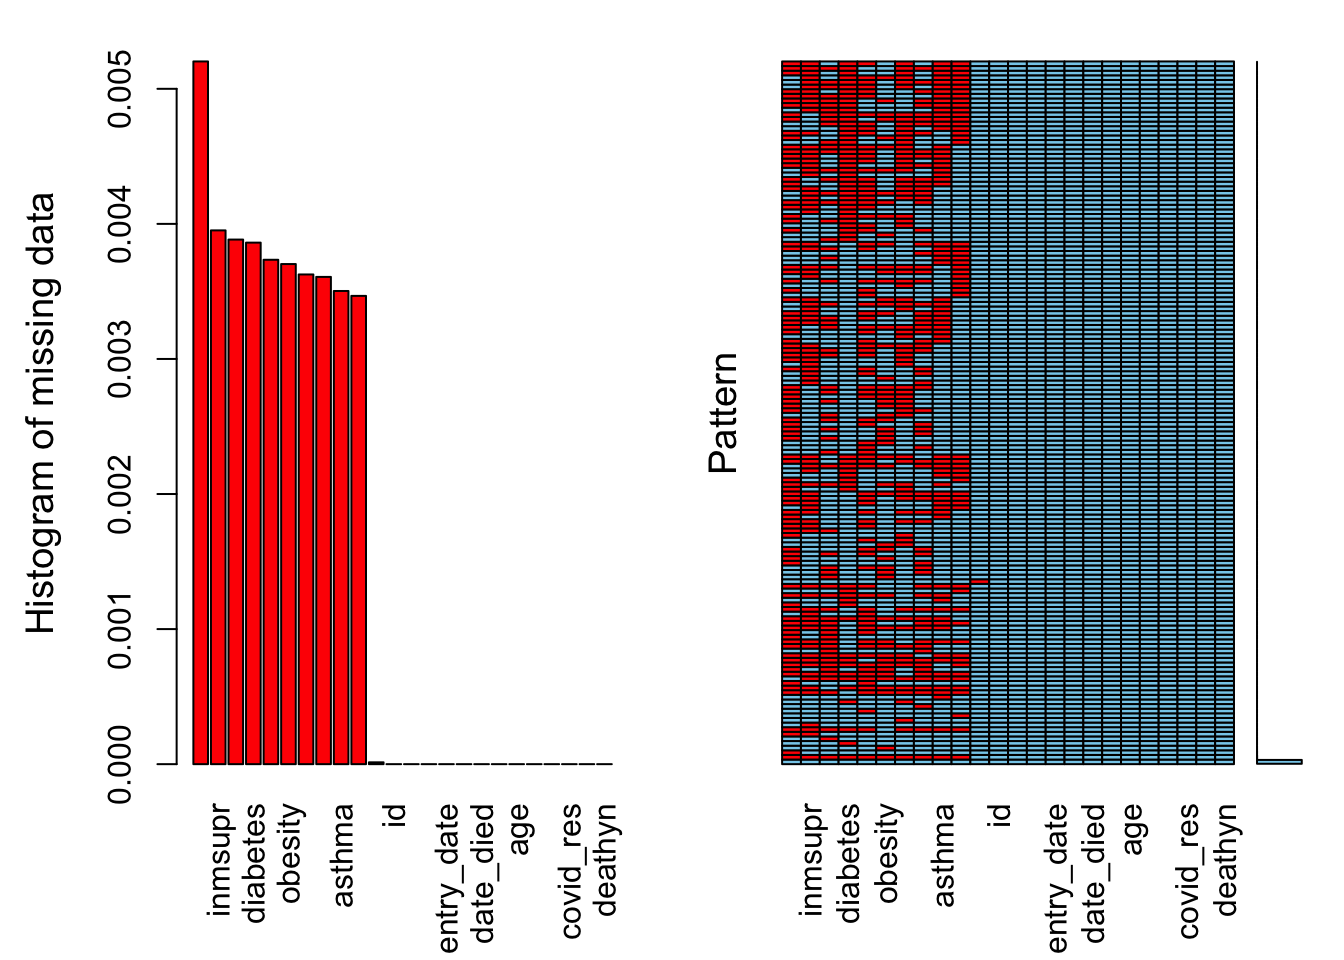 Histogram of missing data
0.005
0.004
0.003
0.002
0.001
0.000
inmsupr
diabetes
obesity
asthma
id
entry_date
date_died
age
covid_res
deathyn
Pattern
inmsupr
diabetes
obesity
asthma
id
entry_date
date_died
age
covid_res
deathyn